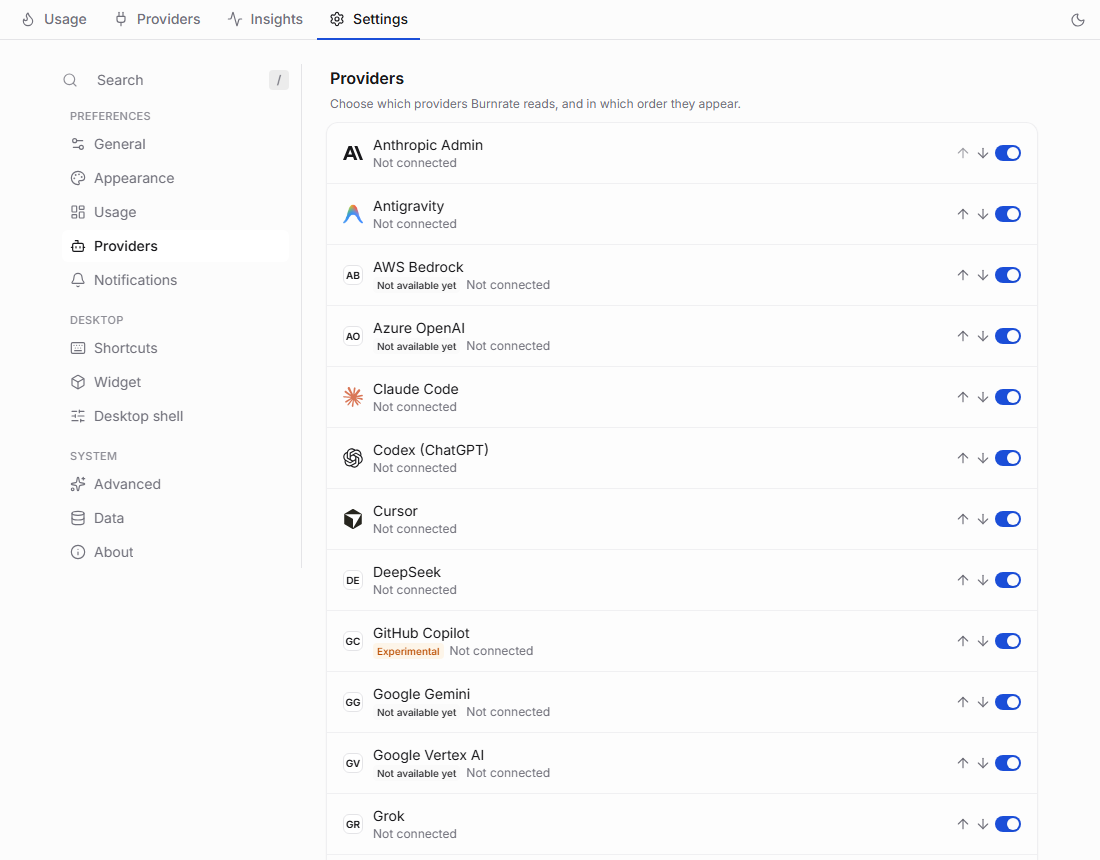 Usage Providers Insights Settings
Search /
PREFERENCES
General
Appearance
Usage
Providers
Notifications
DESKTOP
Shortcuts
Widget
Desktop shell
SYSTEM
Advanced
Data
About
Providers
Choose which providers Burnrate reads, and in which order they appear.
Anthropic Admin
Not connected
Antigravity
Not connected
AB
AWS Bedrock
Not available yet Not connected
AO
Azure OpenAI
Not available yet Not connected
Claude Code
Not connected
Codex (ChatGPT)
Not connected
Cursor
Not connected
DE
DeepSeek
Not connected
GC
GitHub Copilot
Experimental Not connected
GG
Google Gemini
Not available yet Not connected
GV
Google Vertex AI
Not available yet Not connected
GR
Grok
Not connected